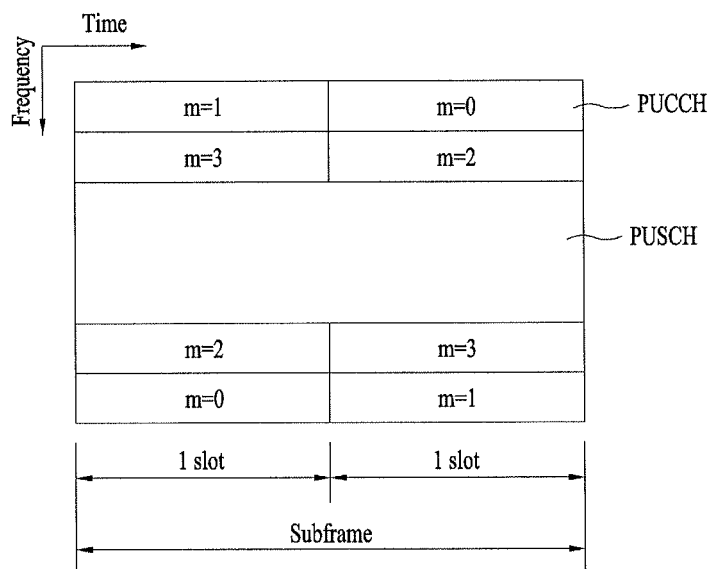 Time
Frequency
m=1 m=0 PUCCH
m=3 m=2
PUSCH
m=2 m=3
m=0 m=1
1 slot 1 slot
Subframe